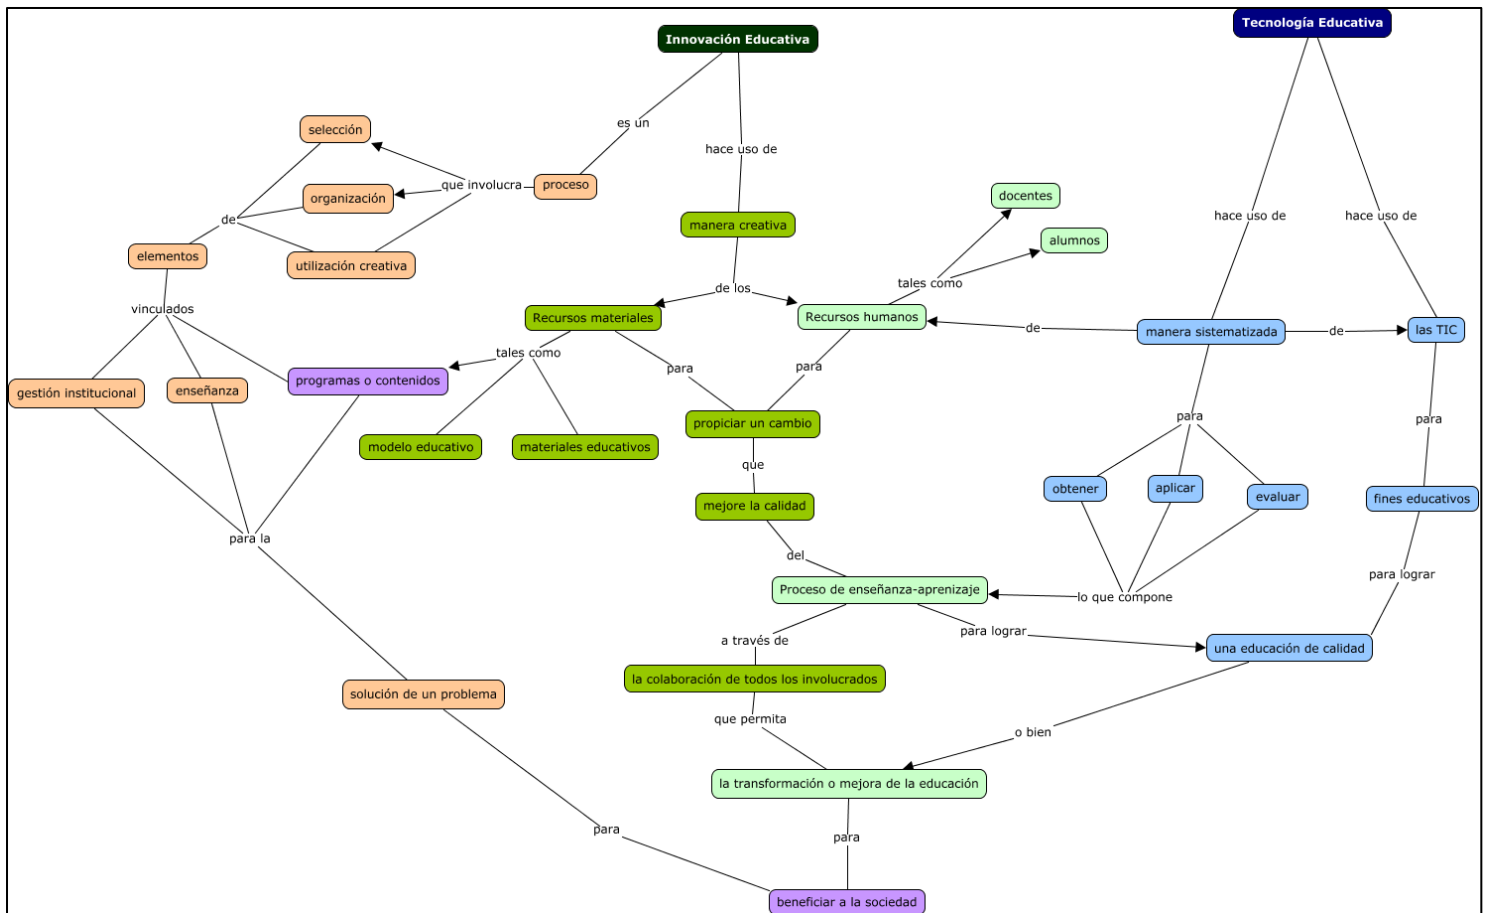 Tecnología Educativa
Innovación Educativa
es un
selección
hace uso de
que involucra
proceso
organización
docentes
de
manera creativa
hace uso de
hace uso de
alumnos
elementos
utilización creativa
tales como
de los
vinculados
Recursos materiales
Recursos humanos
de
manera sistematizada
de
las TIC
tales como
para
para
gestión institucional
enseñanza
programas o contenidos
para
para
propiciar un cambio
modelo educativo
materiales educativos
que
obtener
aplicar
evaluar
fines educativos
mejore la calidad
para la
del
para lograr
Proceso de enseñanza-aprenizaje
lo que compone
a través de
para lograr
una educación de calidad
la colaboración de todos los involucrados
solución de un problema
que permita
o bien
la transformación o mejora de la educación
para
para
beneficiar a la sociedad